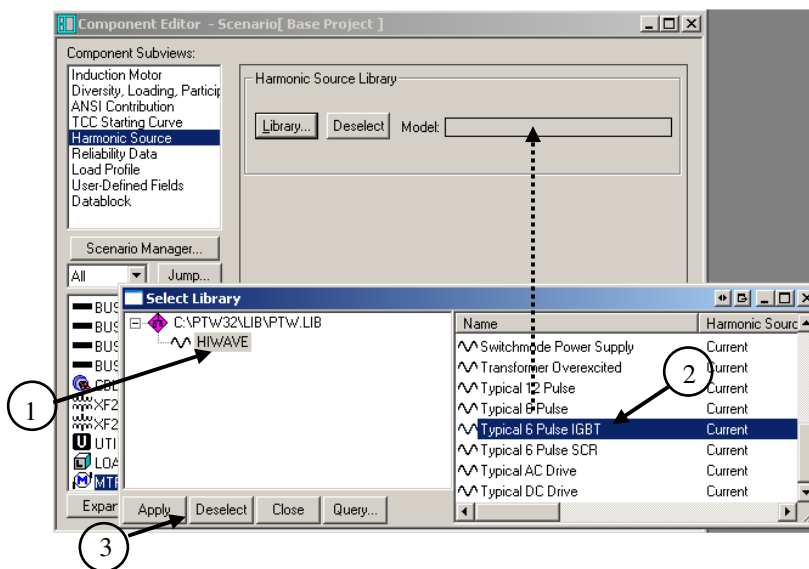 Component Editor - Scenario[ Base Project ]
Component Subviews:
Induction Motor
Diversity, Loading, Particip
ANSI Contribution
TCC Starting Curve
Harmonic Source
Reliability Data
Load Profile
User-Defined Fields
Datablock
Harmonic Source Library
Library... Deselect Model:
Scenario Manager...
All Jump...
BUS
BUS
BUS
BUS
CBL
XF2
XF2
UTI
LOA
MTR
Expan
Select Library
C:\PTW32\LIB\PTW.LIB
HIWAVE
Name Harmonic Sourc
Switchmode Power Supply Current
Transformer Overexcited Current
Typical 12 Pulse Current
Typical 6 Pulse Current
Typical 6 Pulse IGBT Current
Typical 6 Pulse SCR Current
Typical AC Drive Current
Typical DC Drive Current
Apply Deselect Close Query...
1
2
3